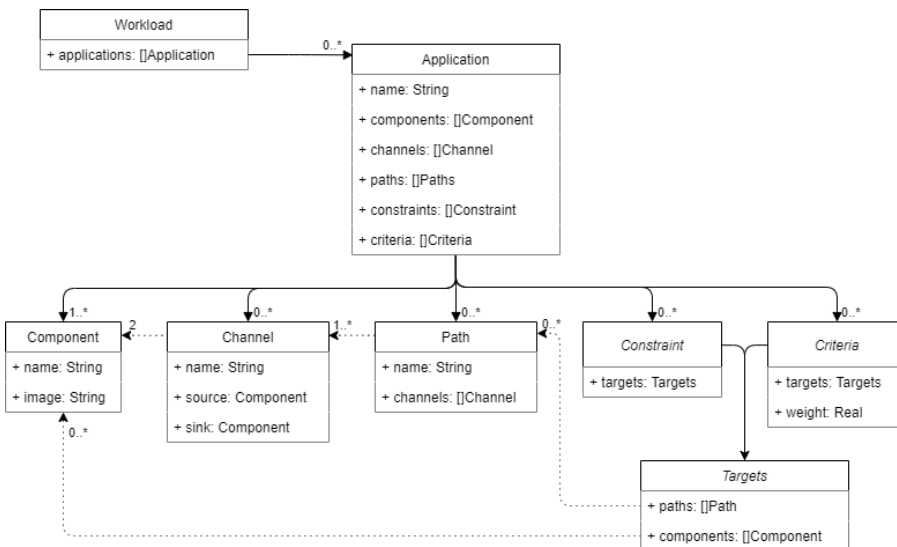 Workload
+ applications: []Application
0..*
Application
+ name: String
+ components: []Component
+ channels: []Channel
+ paths: []Paths
+ constraints: []Constraint
+ criteria: []Criteria
1..*
0..*
0..*
0..*
0..*
Component
+ name: String
+ image: String
2
Channel
+ name: String
+ source: Component
+ sink: Component
1..*
Path
+ name: String
+ channels: []Channel
0..*
Constraint
+ targets: Targets
Criteria
+ targets: Targets
+ weight: Real
0..*
Targets
+ paths: []Path
+ components: []Component